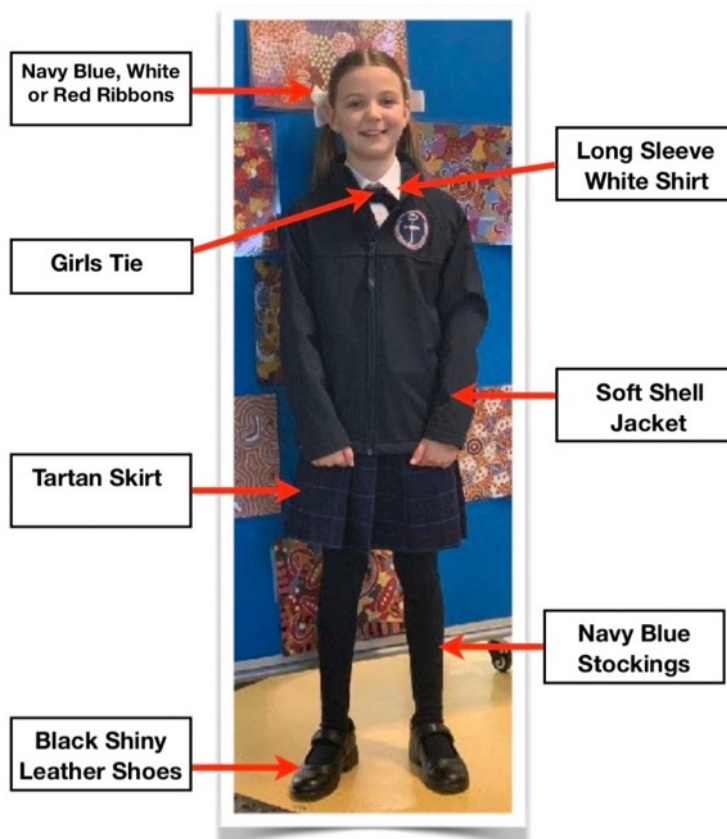 Navy Blue, White
or Red Ribbons
Long Sleeve
White Shirt
Girls Tie
Soft Shell
Jacket
Tartan Skirt
Navy Blue
Stockings
Black Shiny
Leather Shoes